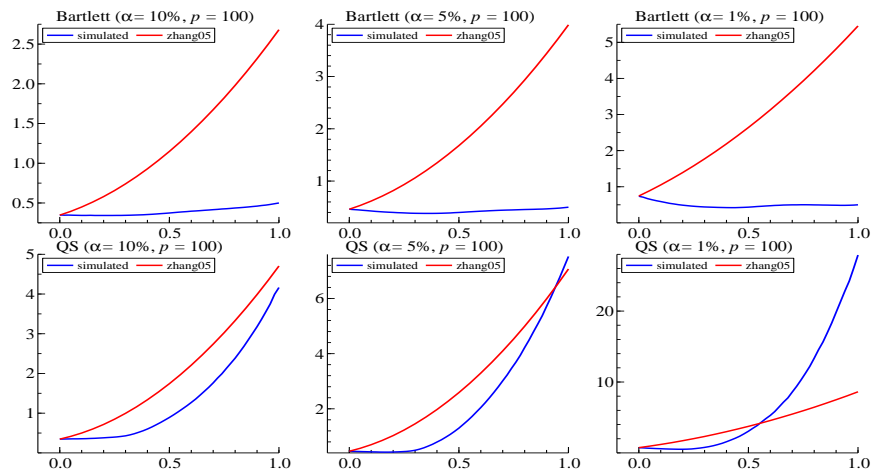 Bartlett (α= 10%, p = 100)
simulated zhang05
2.5
2.0
1.5
1.0
0.5
0.0 0.5 1.0
Bartlett (α= 5%, p = 100)
simulated zhang05
4
3
2
1
0.0 0.5 1.0
Bartlett (α= 1%, p = 100)
simulated zhang05
5
4
3
2
1
0.0 0.5 1.0
QS (α= 10%, p = 100)
simulated zhang05
5
4
3
2
1
0.0 0.5 1.0
QS (α= 5%, p = 100)
simulated zhang05
6
4
2
0.0 0.5 1.0
QS (α= 1%, p = 100)
simulated zhang05
20
10
0.0 0.5 1.0